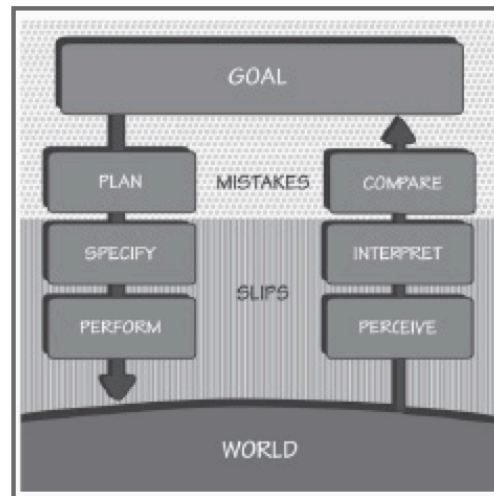 GOAL
PLAN
MISTAKES
COMPARE
SPECIFY
INTERPRET
SLIPS
PERFORM
PERCEIVE
WORLD